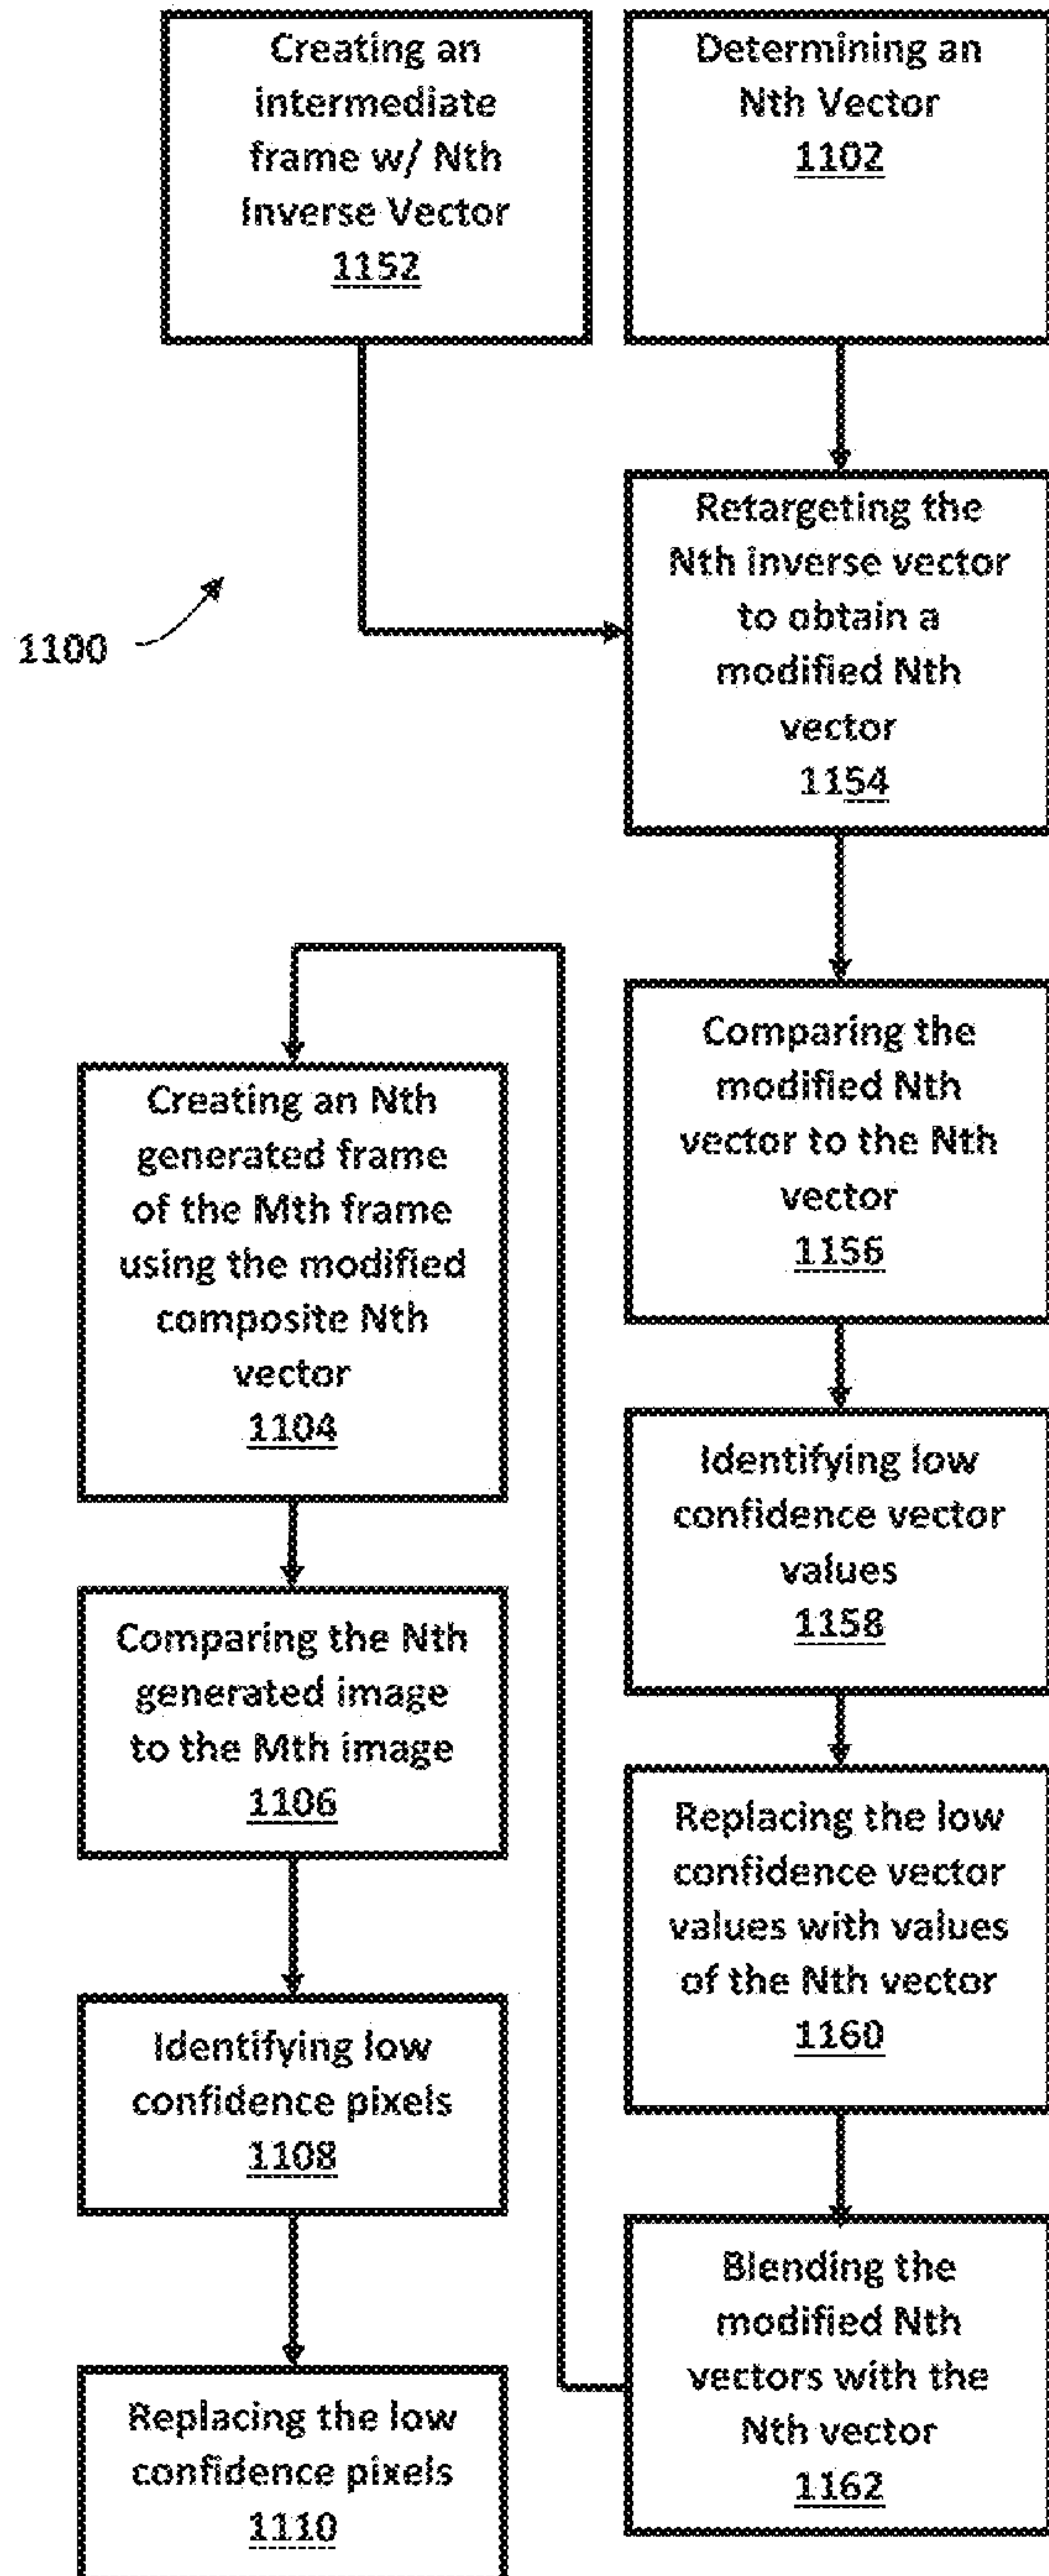 Creating an
intermediate
frame w/ Nth
Inverse Vector
1152
Determining an
Nth Vector
1102
Retargeting the
Nth inverse vector
to obtain a
modified Nth
vector
1154
1100
Comparing the
modified Nth
vector to the Nth
vector
1156
Identifying low
confidence vector
values
1158
Replacing the low
confidence vector
values with values
of the Nth vector
1160
Blending the
modified Nth
vectors with the
Nth vector
1162
Creating an Nth
generated frame
of the Mth frame
using the modified
composite Nth
vector
1104
Comparing the Nth
generated image
to the Mth image
1106
Identifying low
confidence pixels
1108
Replacing the low
confidence pixels
1110